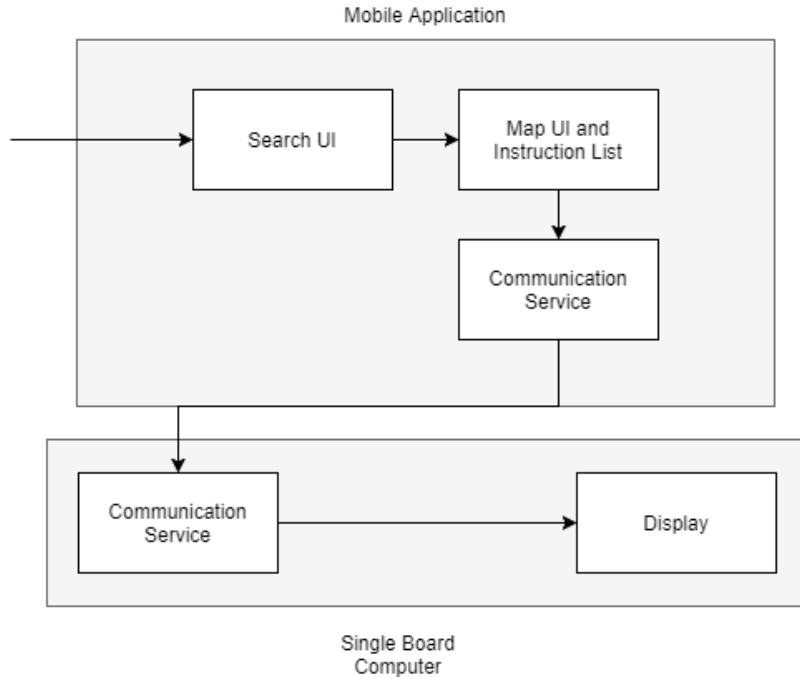 Mobile Application
Search UI
Map UI and
Instruction List
Communication
Service
Communication
Service
Display
Single Board
Computer